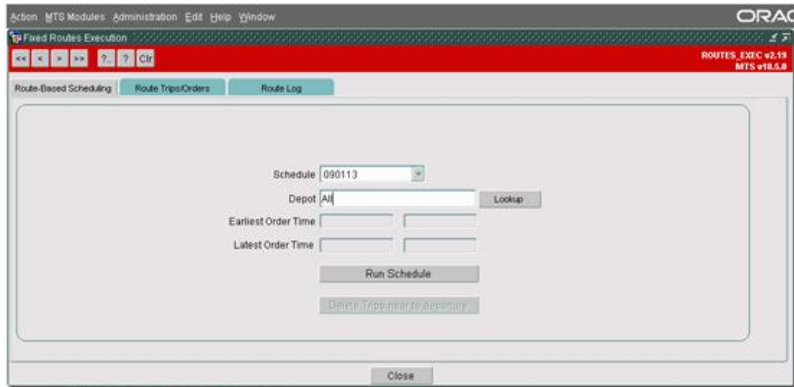 Action MTS Modules Administration Edit Help Window
ORAC
Fixed Routes Execution
<< < > >> ?.. ? Clr
ROUTES_EXEC v2.19
MTS v10.5.0
Route-Based Scheduling Route Trips/Orders Route Log
Schedule 090113
Depot All Lookup
Earliest Order Time
Latest Order Time
Run Schedule
Delete Trips near to departure
Close